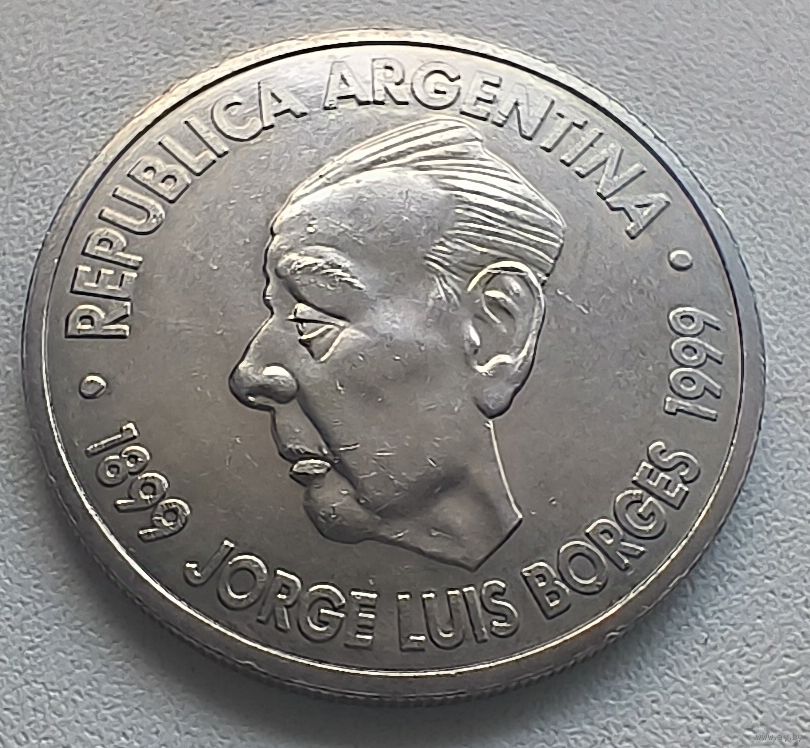 · REPUBLICA ARGENTINA ·
1899 JORGE LUIS BORGES 1999